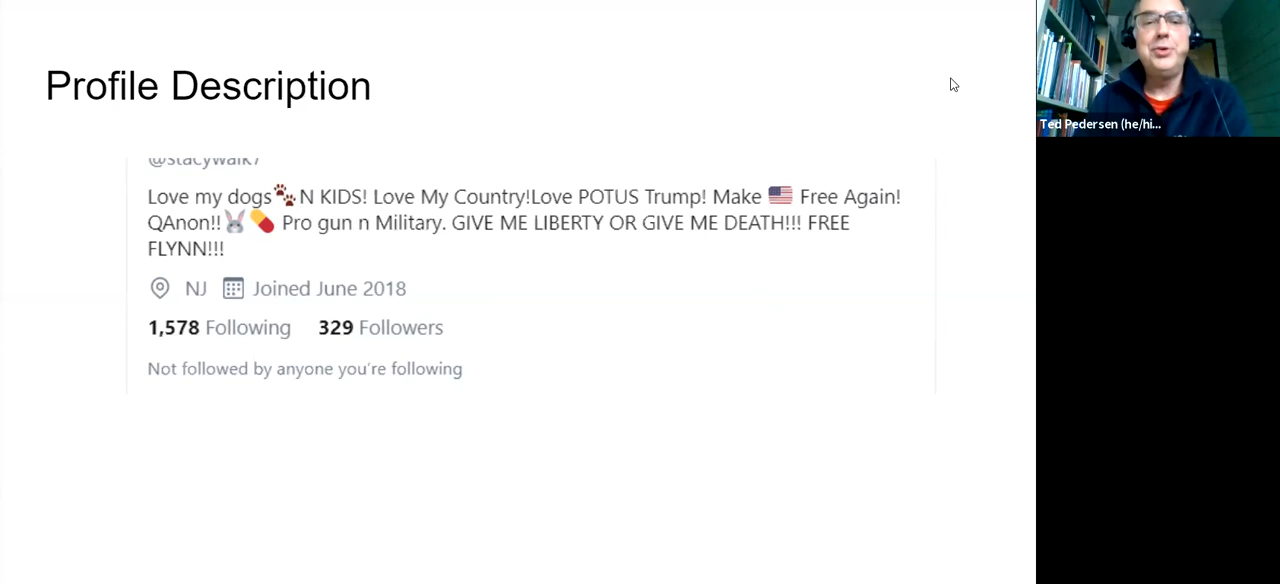 Profile Description
@stacywalk7
Love my dogs🐾N KIDS! Love My Country!Love POTUS Trump! Make 🇺🇸 Free Again!
QAnon!!🐰💊 Pro gun n Military. GIVE ME LIBERTY OR GIVE ME DEATH!!! FREE
FLYNN!!!
NJ Joined June 2018
1,578 Following 329 Followers
Not followed by anyone you're following
Ted Pedersen (he/hi...